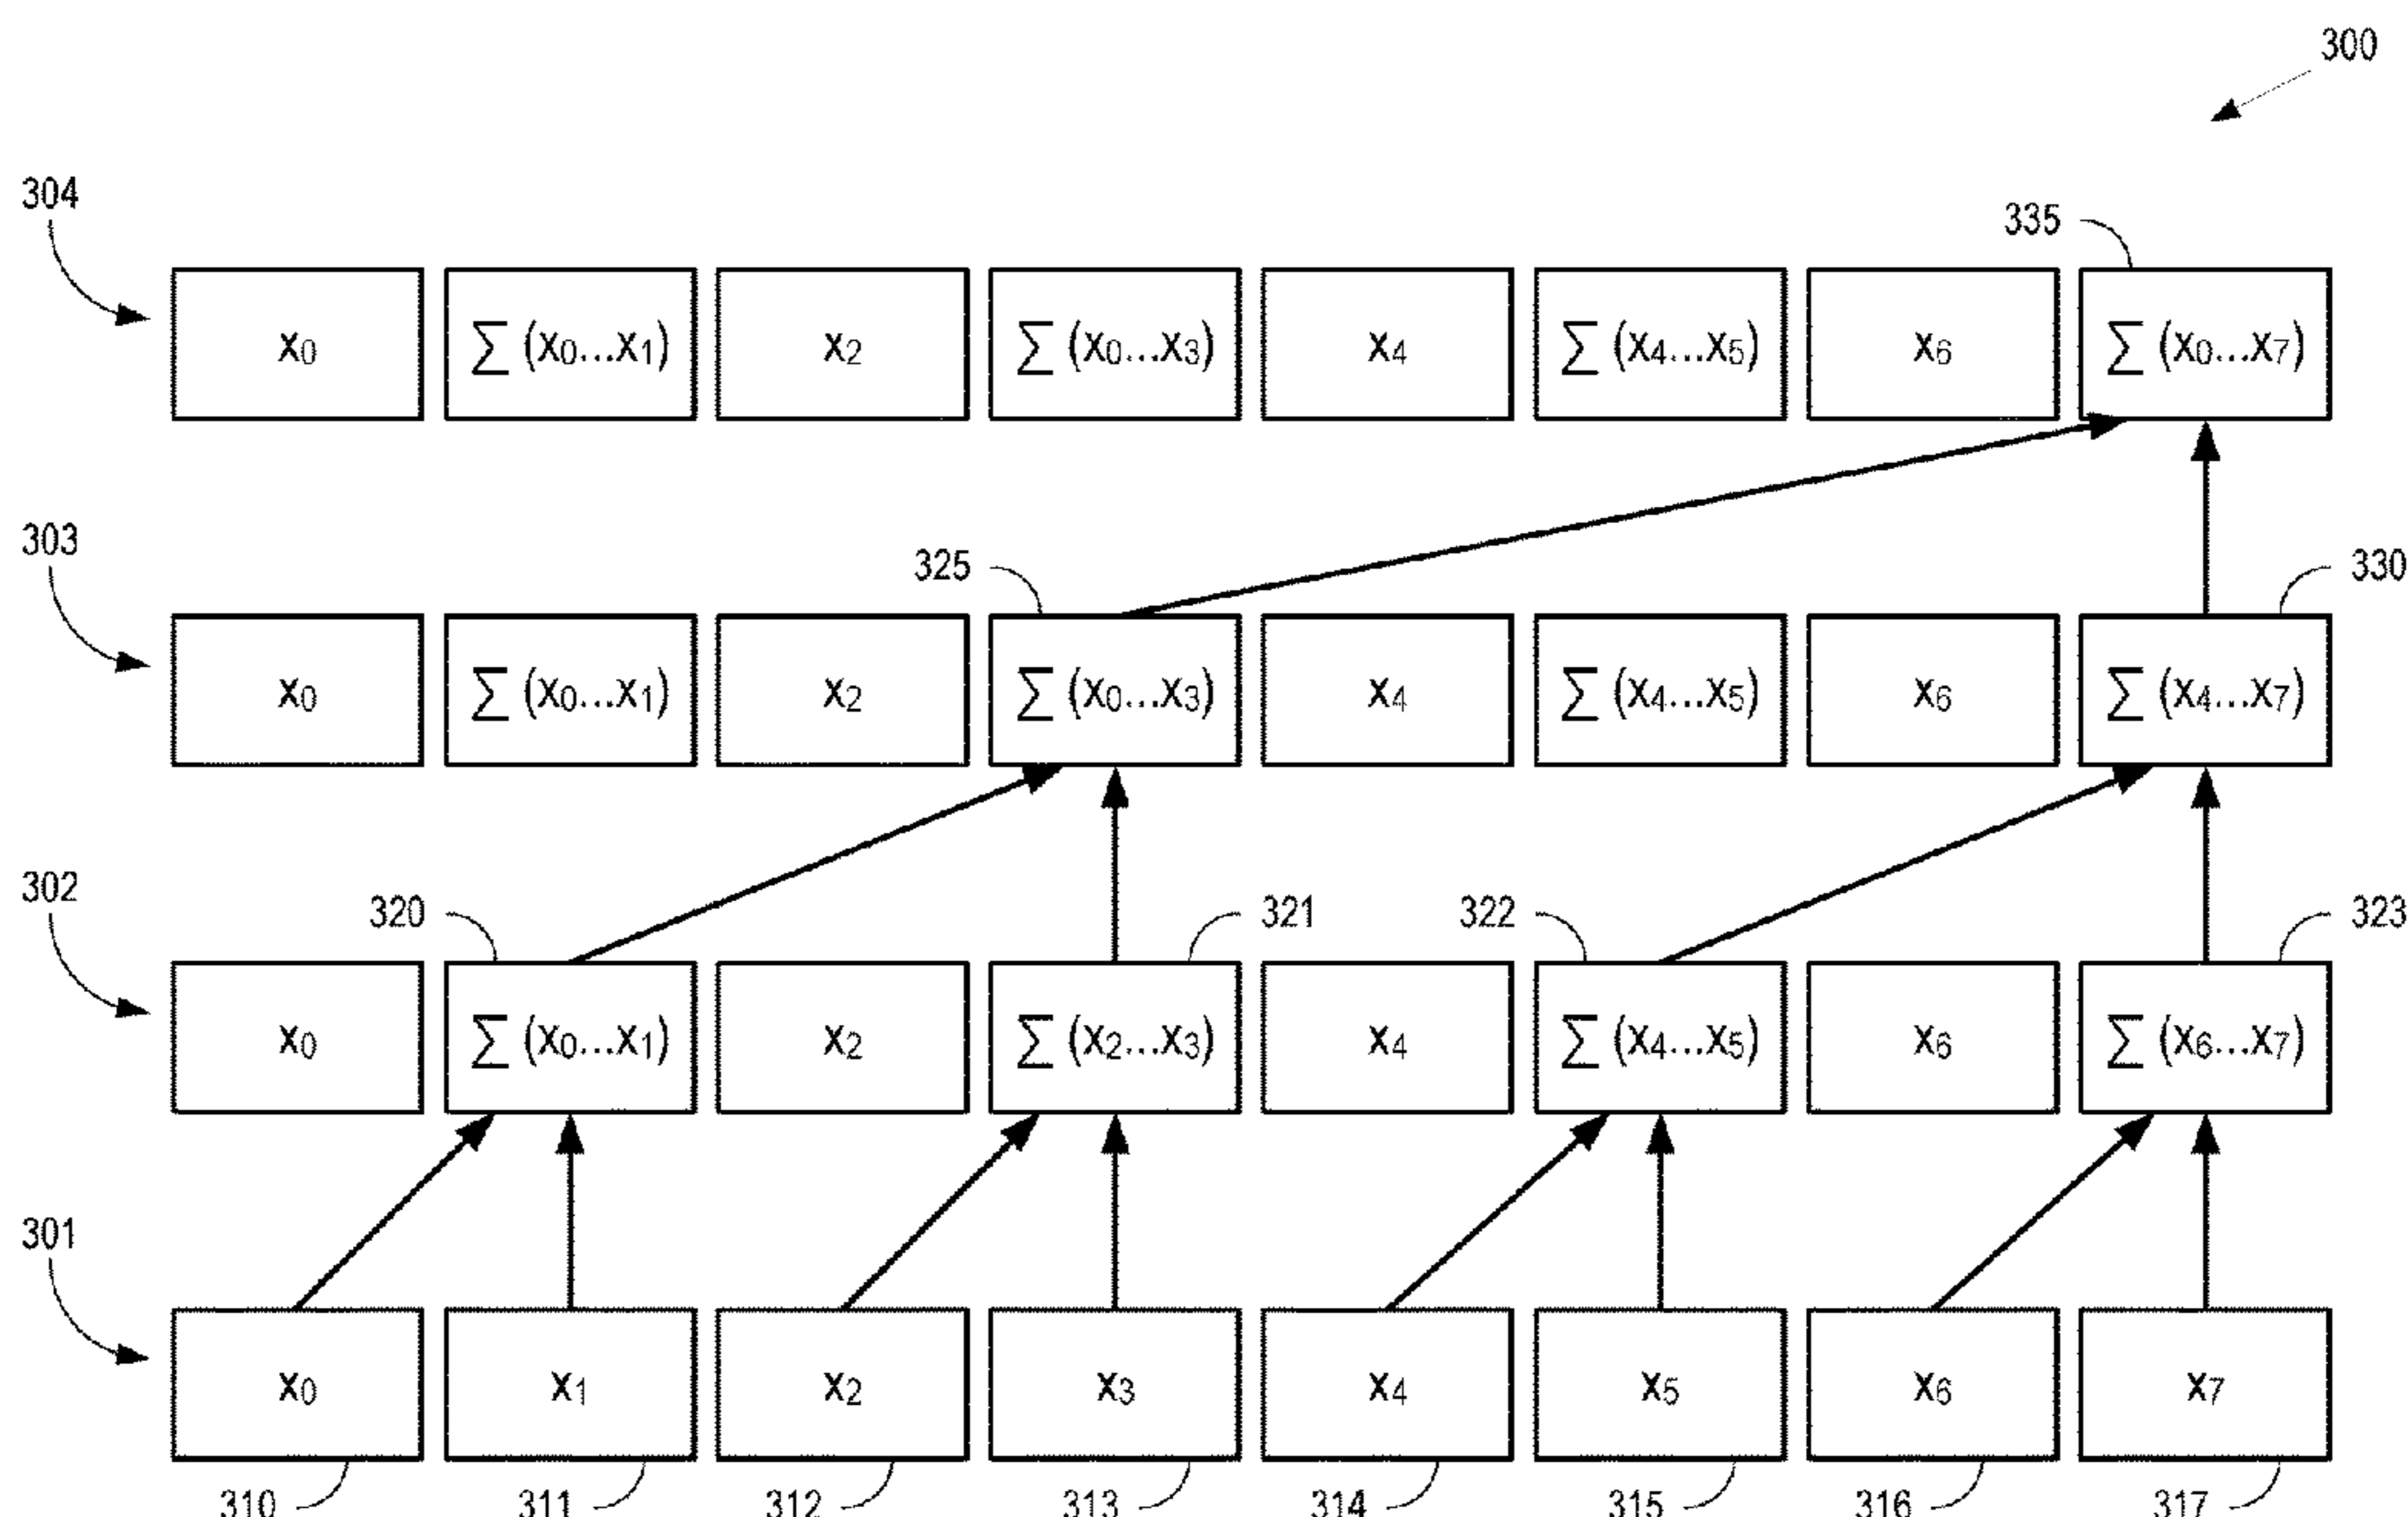 300
304
335
x0 ∑ (x0...x1) x2 ∑ (x0...x3) x4 ∑ (x4...x5) x6 ∑ (x0...x7)
303
325 330
x0 ∑ (x0...x1) x2 ∑ (x0...x3) x4 ∑ (x4...x5) x6 ∑ (x4...x7)
302
320 321 322 323
x0 ∑ (x0...x1) x2 ∑ (x2...x3) x4 ∑ (x4...x5) x6 ∑ (x6...x7)
301
x0 x1 x2 x3 x4 x5 x6 x7
310 311 312 313 314 315 316 317